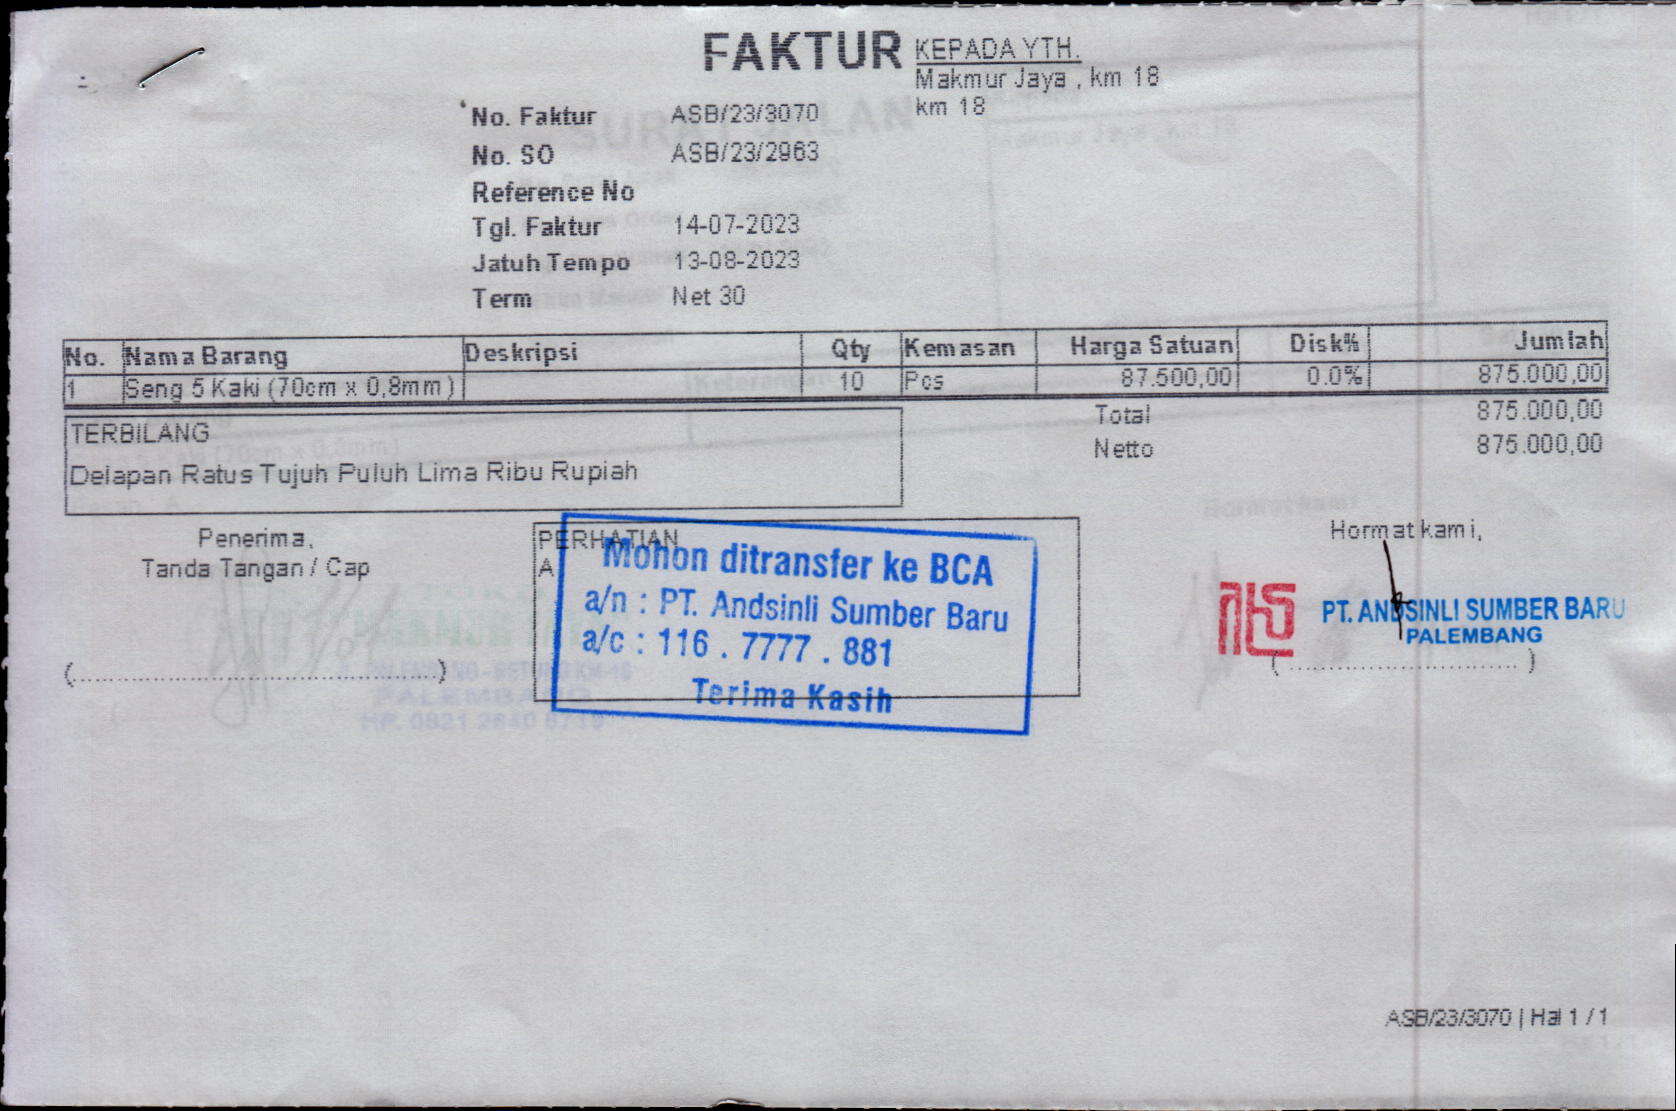 FAKTUR
KEPADA YTH.
Makmur Jaya , km 18
km 18
No. Faktur ASB/23/3070
No. SO ASB/23/2963
Reference No
Tgl. Faktur 14-07-2023
Jatuh Tempo 13-08-2023
Term Net 30
No. Nama Barang Deskripsi Qty Kemasan Harga Satuan Disk% Jumlah
1 Seng 5 Kaki (70cm x 0,8mm) 10 Pcs 87.500,00 0.0% 875.000,00
Total 875.000,00
Netto 875.000,00
TERBILANG
Delapan Ratus Tujuh Puluh Lima Ribu Rupiah
Penerima,
Tanda Tangan / Cap
(..............................................)
PERHATIAN
A
Mohon ditransfer ke BCA
a/n : PT. Andsinli Sumber Baru
a/c : 116 . 7777 . 881
Terima Kasih
Hormat kami,
PT. ANDSINLI SUMBER BARU
PALEMBANG
(..............................)
ASB/23/3070 | Hal 1 / 1